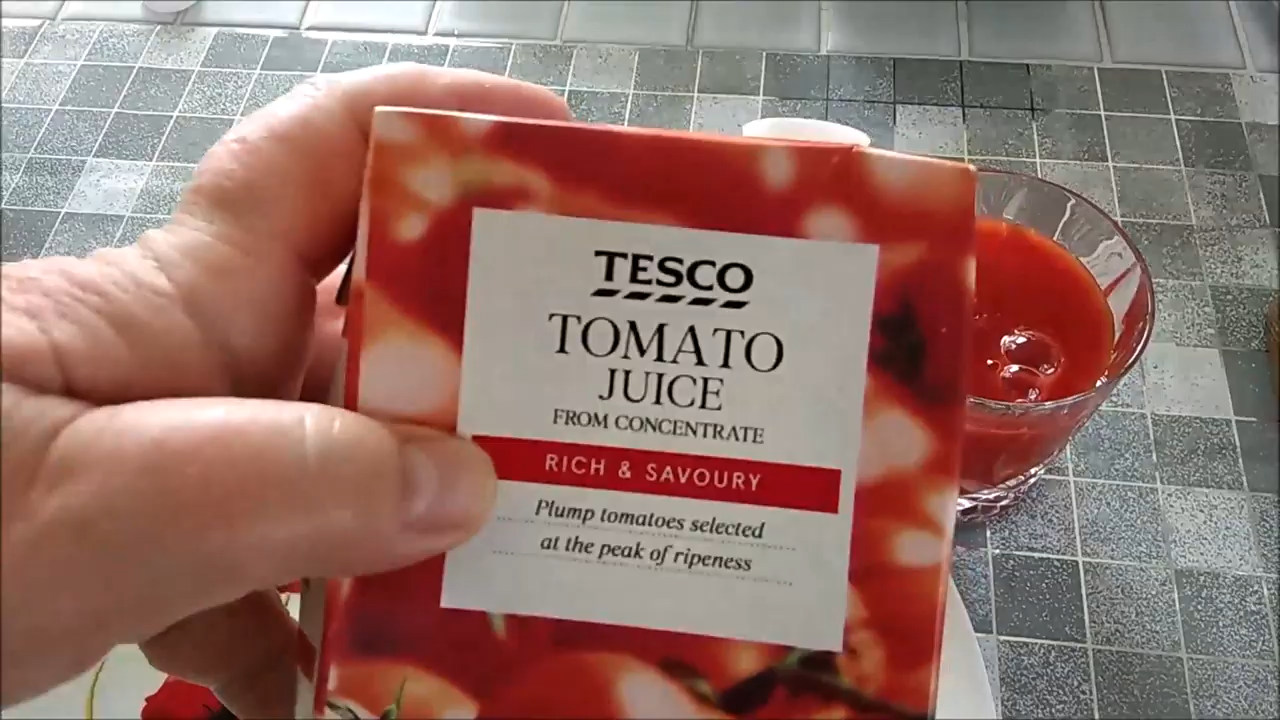 TESCO
TOMATO
JUICE
FROM CONCENTRATE
RICH & SAVOURY
Plump tomatoes selected
at the peak of ripeness